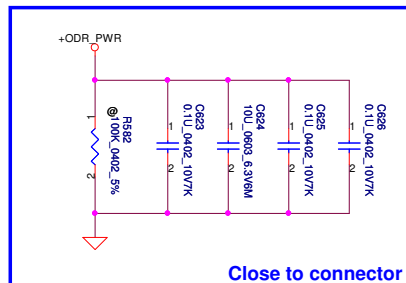 +ODR_PWR
1
2
R582
@100K_0402_5%
1
2
C623
0.1U_0402_10V7K
1
2
C624
10U_0603_6.3V6M
1
2
C625
0.1U_0402_10V7K
1
2
C626
0.1U_0402_10V7K
Close to connector